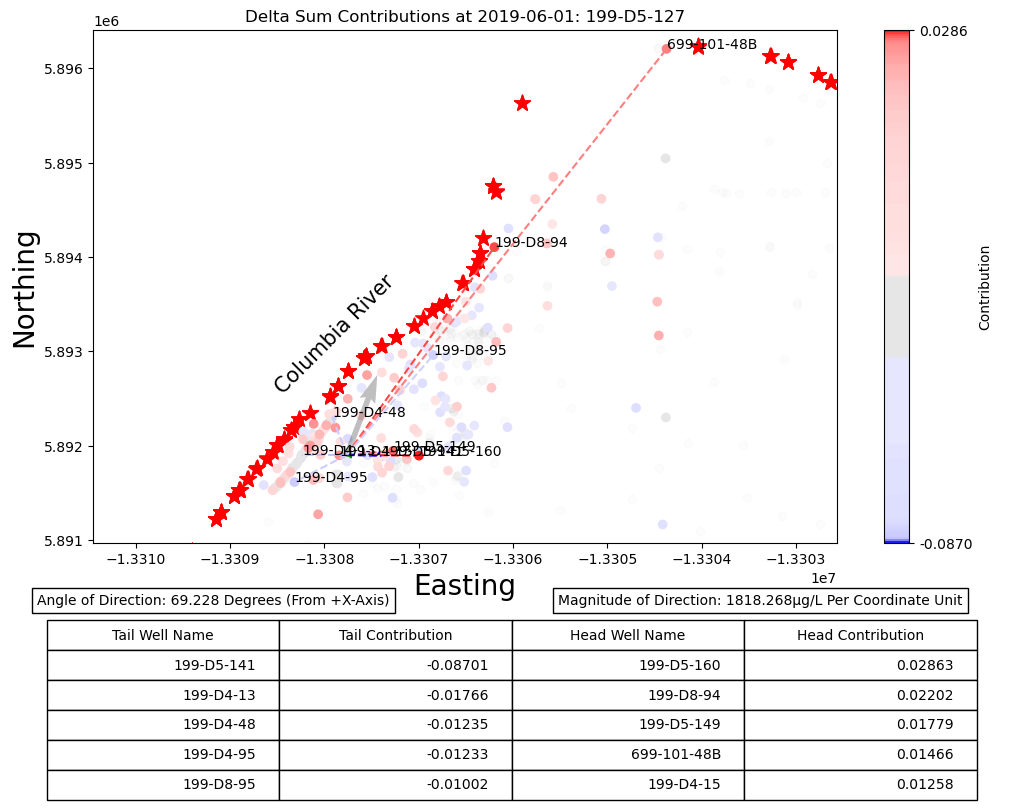 Delta Sum Contributions at 2019-06-01: 199-D5-127
1e6
5.896
5.895
5.894
5.893
5.892
5.891
Northing
−1.3310
−1.3309
−1.3308
−1.3307
−1.3306
−1.3305
−1.3304
−1.3303
1e7
Easting
Columbia River
699-101-48B
199-D8-94
199-D8-95
199-D4-48
199-D5-149
199-D4-13
199-D5-160
199-D4-95
0.0286
-0.0870
Contribution
Angle of Direction: 69.228 Degrees (From +X-Axis)
Magnitude of Direction: 1818.268μg/L Per Coordinate Unit
Tail Well Name Tail Contribution Head Well Name Head Contribution
199-D5-141 -0.08701 199-D5-160 0.02863
199-D4-13 -0.01766 199-D8-94 0.02202
199-D4-48 -0.01235 199-D5-149 0.01779
199-D4-95 -0.01233 699-101-48B 0.01466
199-D8-95 -0.01002 199-D4-15 0.01258